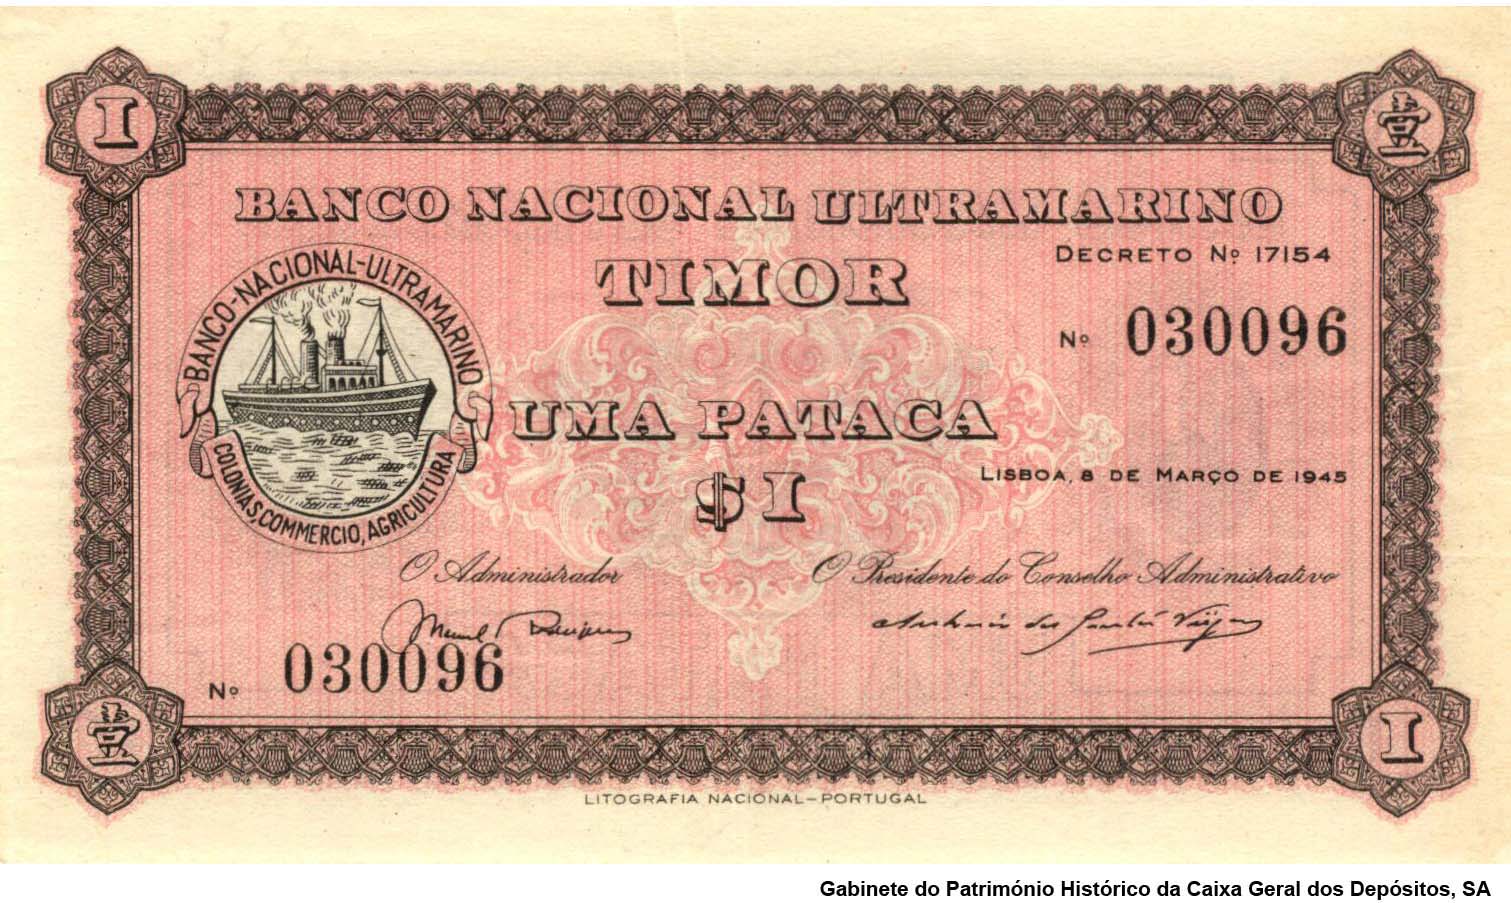 I
壹
BANCO NACIONAL ULTRAMARINO
DECRETO Nº 17154
TIMOR
BANCO-NACIONAL-ULTRAMARINO
COLONIAS, COMMERCIO, AGRICULTURA
Nº 030096
UMA PATACA
$1
LISBOA, 8 DE MARÇO DE 1945
O Administrador
O Presidente do Conselho Administrativo
Nº 030096
壹
I
LITOGRAFIA NACIONAL-PORTUGAL
Gabinete do Património Histórico da Caixa Geral dos Depósitos, SA